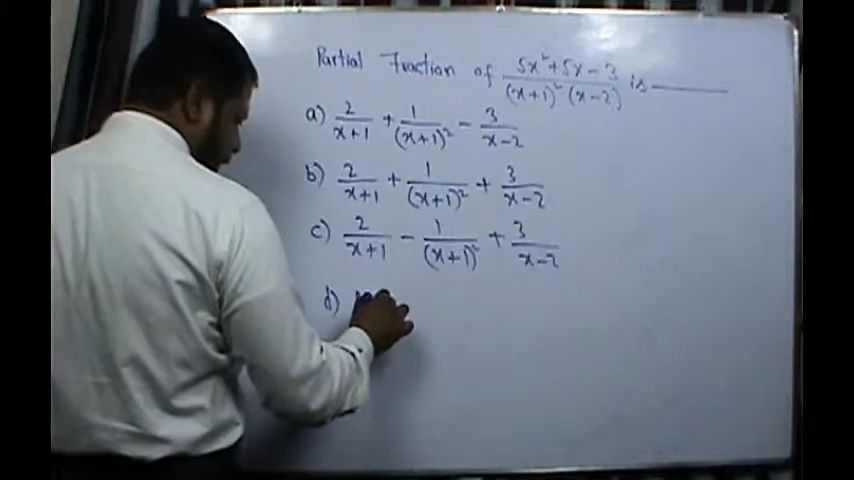 Partial Fraction of (5x²+5x-3)/((x+1)²(x-2)) is ______
a) 2/(x+1) + 1/(x+1)² - 3/(x-2)
b) 2/(x+1) + 1/(x+1)² + 3/(x-2)
c) 2/(x+1) - 1/(x+1)² + 3/(x-2)
d)